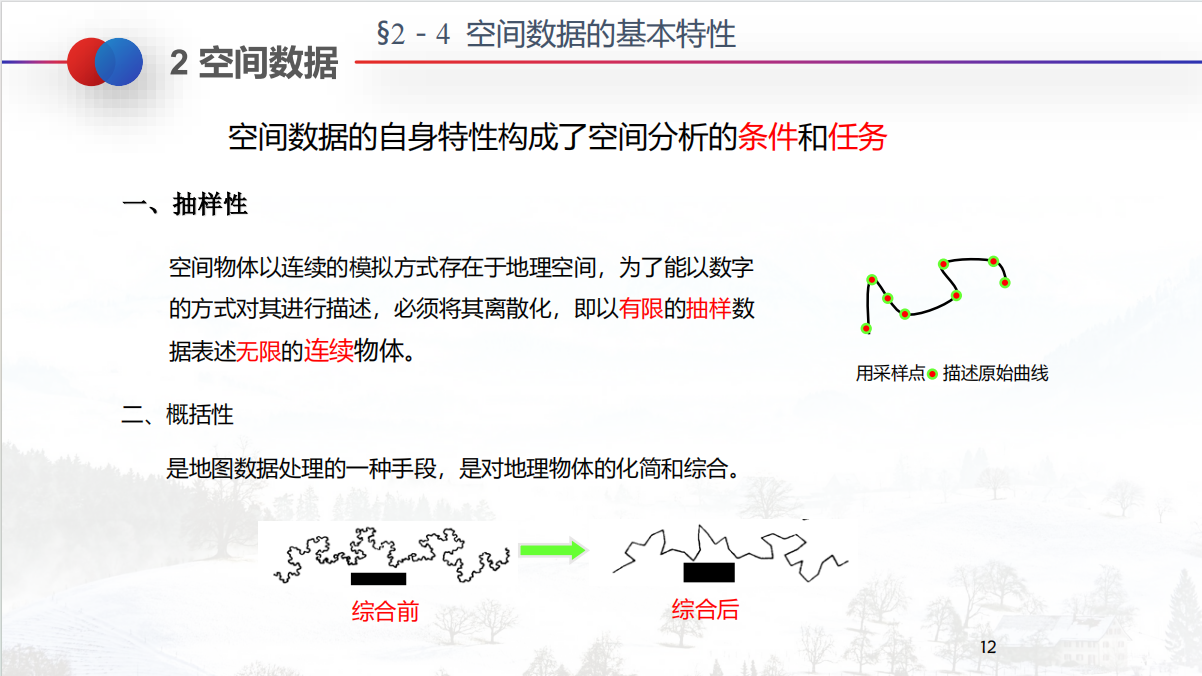 §2－4 空间数据的基本特性
2 空间数据
空间数据的自身特性构成了空间分析的条件和任务
一、抽样性
空间物体以连续的模拟方式存在于地理空间，为了能以数字
的方式对其进行描述，必须将其离散化，即以有限的抽样数
据表述无限的连续物体。
用采样点 描述原始曲线
二、概括性
是地图数据处理的一种手段，是对地理物体的化简和综合。
综合前
综合后
12